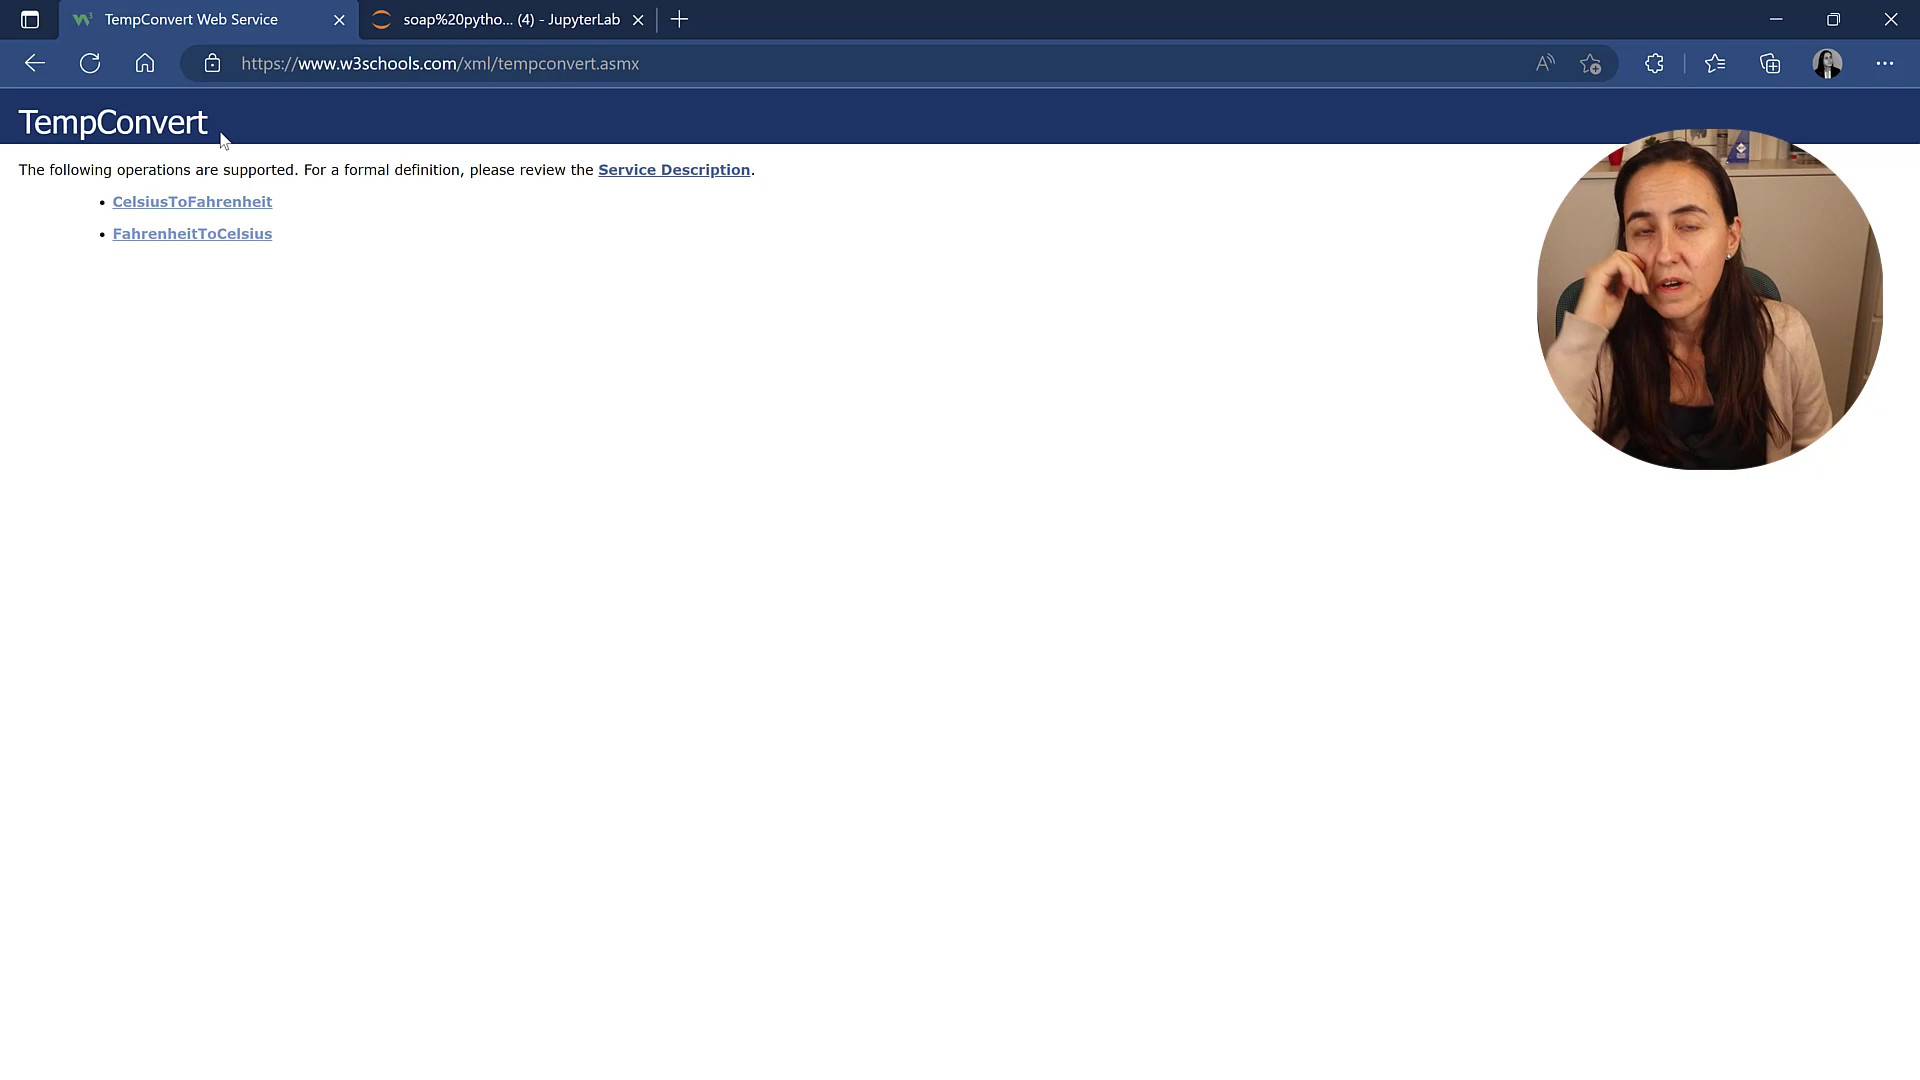 TempConvert Web Service
soap%20pytho... (4) - JupyterLab
https://www.w3schools.com/xml/tempconvert.asmx
TempConvert
The following operations are supported. For a formal definition, please review the Service Description.
• CelsiusToFahrenheit
• FahrenheitToCelsius